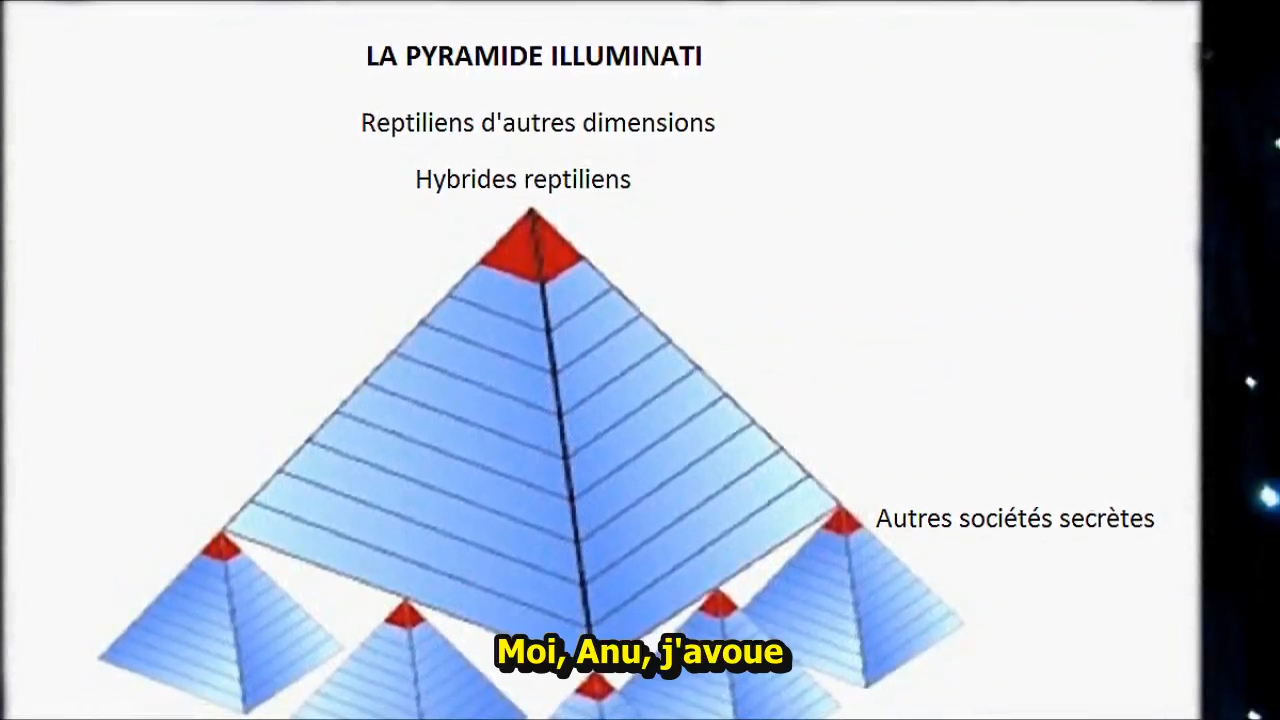 LA PYRAMIDE ILLUMINATI
Reptiliens d'autres dimensions
Hybrides reptiliens
Autres sociétés secrètes
Moi, Anu, j'avoue